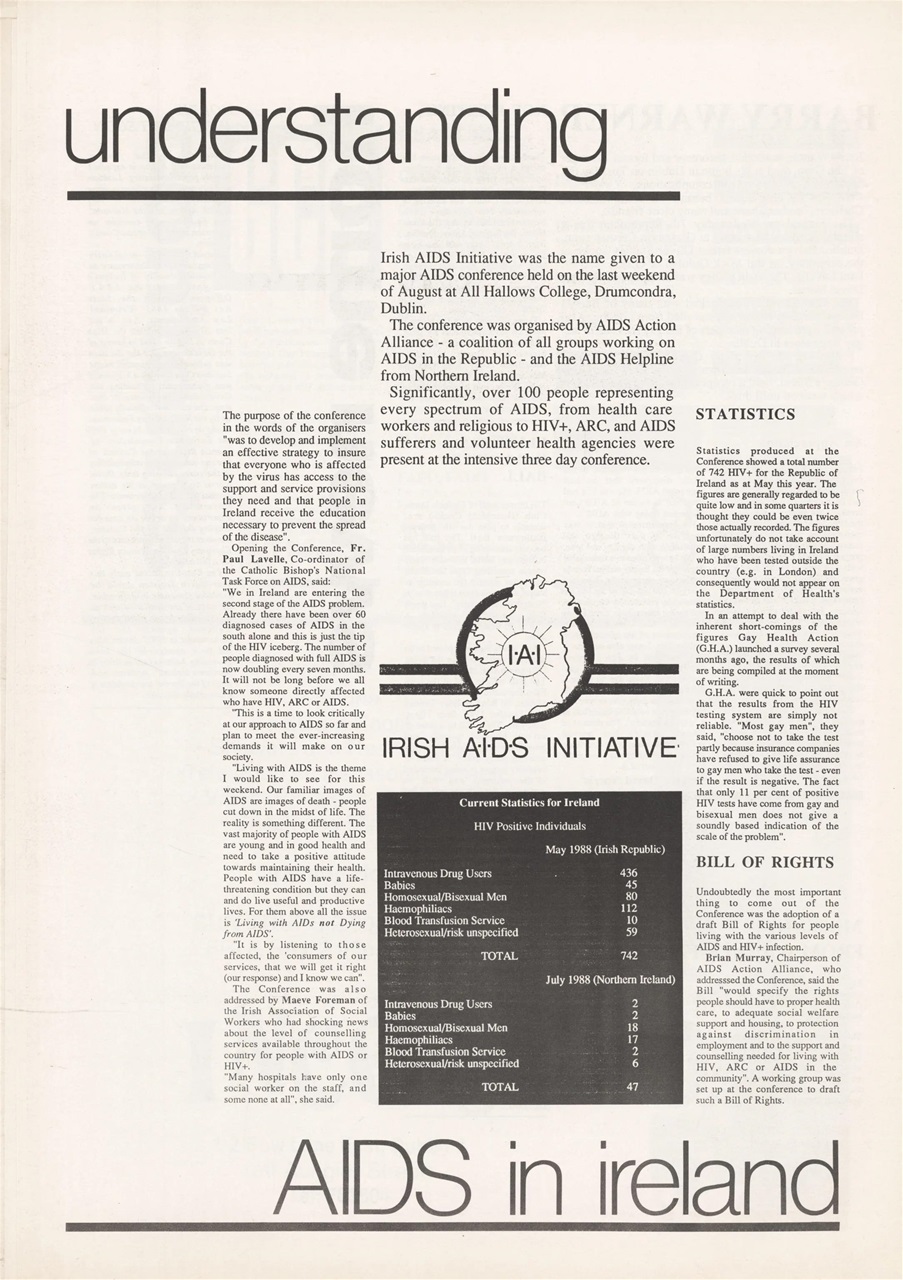 understanding
Irish AIDS Initiative was the name given to a
major AIDS conference held on the last weekend
of August at All Hallows College, Drumcondra,
Dublin.
The conference was organised by AIDS Action
Alliance - a coalition of all groups working on
AIDS in the Republic - and the AIDS Helpline
from Northern Ireland.
Significantly, over 100 people representing
every spectrum of AIDS, from health care
workers and religious to HIV+, ARC, and AIDS
sufferers and volunteer health agencies were
present at the intensive three day conference.
The purpose of the conference
in the words of the organisers
"was to develop and implement
an effective strategy to insure
that everyone who is affected
by the virus has access to the
support and service provisions
they need and that people in
Ireland receive the education
necessary to prevent the spread
of the disease".
Opening the Conference, Fr.
Paul Lavelle, Co-ordinator of
the Catholic Bishop's National
Task Force on AIDS, said:
"We in Ireland are entering the
second stage of the AIDS problem.
Already there have been over 60
diagnosed cases of AIDS in the
south alone and this is just the tip
of the HIV iceberg. The number of
people diagnosed with full AIDS is
now doubling every seven months.
It will not be long before we all
know someone directly affected
who have HIV, ARC or AIDS.
"This is a time to look critically
at our approach to AIDS so far and
plan to meet the ever-increasing
demands it will make on our
society.
"Living with AIDS is the theme
I would like to see for this
weekend. Our familiar images of
AIDS are images of death - people
cut down in the midst of life. The
reality is something different. The
vast majority of people with AIDS
are young and in good health and
need to take a positive attitude
towards maintaining their health.
People with AIDS have a life-
threatening condition but they can
and do live useful and productive
lives. For them above all the issue
is 'Living with AIDs not Dying
from AIDS'.
"It is by listening to those
affected, the 'consumers of our
services, that we will get it right
(our response) and I know we can".
The Conference was also
addressed by Maeve Foreman of
the Irish Association of Social
Workers who had shocking news
about the level of counselling
services available throughout the
country for people with AIDS or
HIV+.
"Many hospitals have only one
social worker on the staff, and
some none at all", she said.
I·A·I
IRISH A·I·D·S INITIATIVE
Current Statistics for Ireland
HIV Positive Individuals
May 1988 (Irish Republic)
Intravenous Drug Users 436
Babies 45
Homosexual/Bisexual Men 80
Haemophiliacs 112
Blood Transfusion Service 10
Heterosexual/risk unspecified 59
TOTAL 742
July 1988 (Northern Ireland)
Intravenous Drug Users 2
Babies 2
Homosexual/Bisexual Men 18
Haemophiliacs 17
Blood Transfusion Service 2
Heterosexual/risk unspecified 6
TOTAL 47
STATISTICS
Statistics produced at the
Conference showed a total number
of 742 HIV+ for the Republic of
Ireland as at May this year. The
figures are generally regarded to be
quite low and in some quarters it is
thought they could be even twice
those actually recorded. The figures
unfortunately do not take account
of large numbers living in Ireland
who have been tested outside the
country (e.g. in London) and
consequently would not appear on
the Department of Health's
statistics.
In an attempt to deal with the
inherent short-comings of the
figures Gay Health Action
(G.H.A.) launched a survey several
months ago, the results of which
are being compiled at the moment
of writing.
G.H.A. were quick to point out
that the results from the HIV
testing system are simply not
reliable. "Most gay men", they
said, "choose not to take the test
partly because insurance companies
have refused to give life assurance
to gay men who take the test - even
if the result is negative. The fact
that only 11 per cent of positive
HIV tests have come from gay and
bisexual men does not give a
soundly based indication of the
scale of the problem".
BILL OF RIGHTS
Undoubtedly the most important
thing to come out of the
Conference was the adoption of a
draft Bill of Rights for people
living with the various levels of
AIDS and HIV+ infection.
Brian Murray, Chairperson of
AIDS Action Alliance, who
addresssed the Conference, said the
Bill "would specify the rights
people should have to proper health
care, to adequate social welfare
support and housing, to protection
against discrimination in
employment and to the support and
counselling needed for living with
HIV, ARC or AIDS in the
community". A working group was
set up at the conference to draft
such a Bill of Rights.
AIDS in ireland